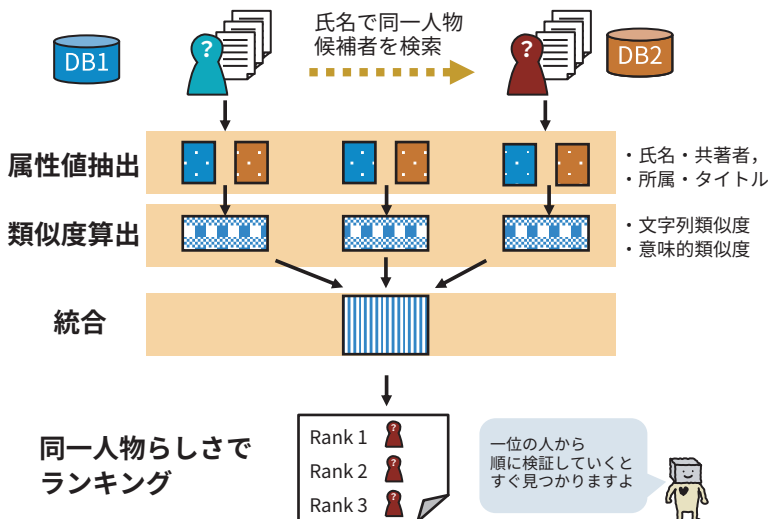 氏名で同一人物
候補者を検索
?
?
DB1
DB2
属性値抽出
・氏名・共著者,
・所属・タイトル
類似度算出
・文字列類似度
・意味的類似度
統合
同一人物らしさで
ランキング
Rank 1
?
Rank 2
?
Rank 3
?
一位の人から
順に検証していくと
すぐ見つかりますよ